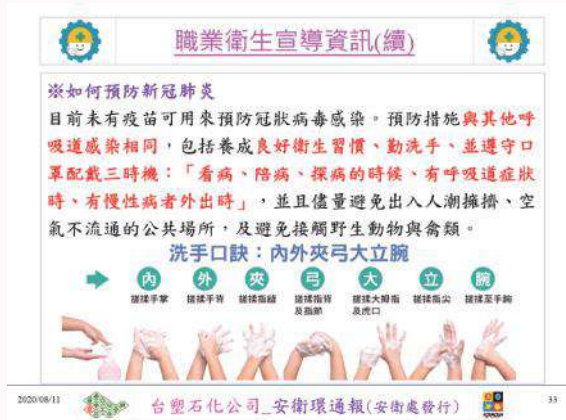 職業衛生宣導資訊(續)
※如何預防新冠肺炎
目前未有疫苗可用來預防冠狀病毒感染。預防措施與其他呼
吸道感染相同，包括養成良好衛生習慣、勤洗手、並遵守口
罩配戴三時機：「看病、陪病、探病的時候、有呼吸道症狀
時、有慢性病者外出時」，並且儘量避免出入人潮擁擠、空
氣不流通的公共場所，及避免接觸野生動物與禽類。
洗手口訣：內外夾弓大立腕
內 外 夾 弓 大 立 腕
搓揉手掌 搓揉手背 搓揉指縫 搓揉指背及指節 搓揉大拇指及虎口 搓揉指尖 搓揉至手腕
2020/08/11 台塑石化公司_安衛環通報(安衛處發行) 33